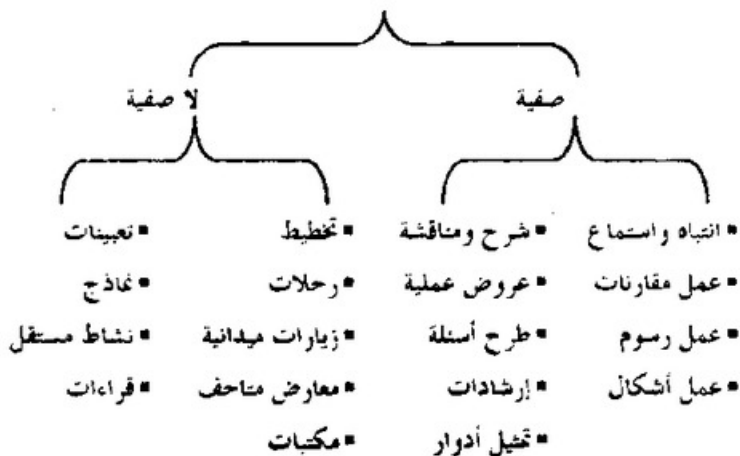 صفية
لا صفية
▪ انتباه واستماع
▪ عمل مقارنات
▪ عمل رسوم
▪ عمل أشكال
▪ شرح ومناقشة
▪ عروض عملية
▪ طرح أسئلة
▪ إرشادات
▪ تمثيل أدوار
▪ تخطيط
▪ رحلات
▪ زيارات ميدانية
▪ معارض متاحف
▪ مكتبات
▪ تعيينات
▪ نماذج
▪ نشاط مستقل
▪ قراءات